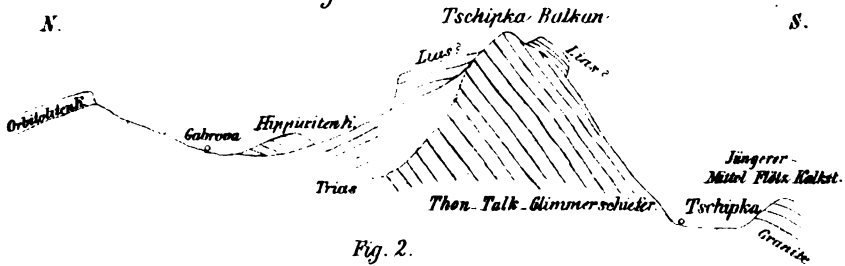 Tschipka Balkan
N.
S.
Lias?
Lias?
Orbitolitenk.
Gabrova
Hippuritenk.
Jüngerer
Mittel Flötz Kalkst.
Trias
Thon-Talk-Glimmerschiefer
Tschipka
Granite
Fig. 2.